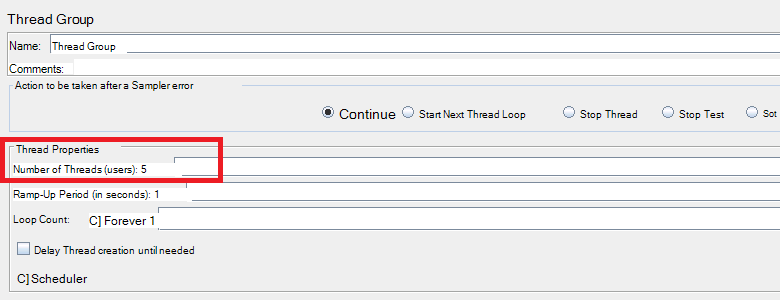 Thread Group
Name: Thread Group
Comments:
Action to be taken after a Sampler error
Continue Start Next Thread Loop Stop Thread Stop Test Sot
Thread Properties
Number of Threads (users): 5
Ramp-Up Period (in seconds): 1
Loop Count: C] Forever 1
Delay Thread creation until needed
C] Scheduler